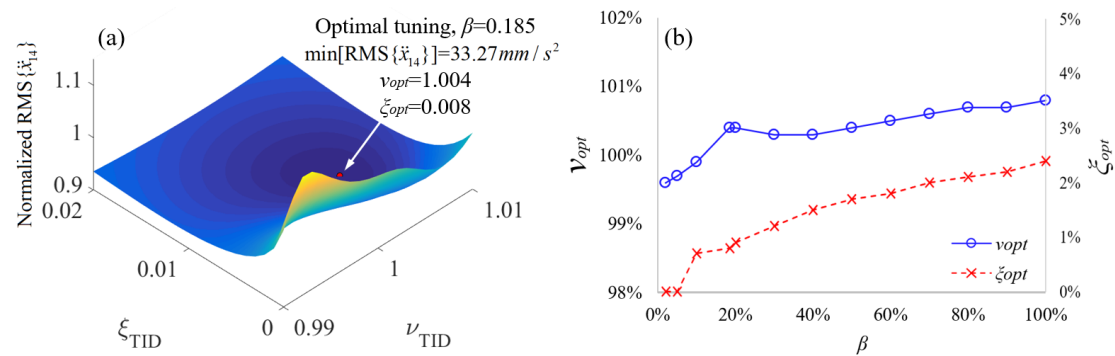 (a)
Optimal tuning, β=0.185
min[RMS{ẍ₁₄}]=33.27mm / s²
νopt=1.004
ξopt=0.008
Normalized RMS{ẍ₁₄}
1.1
1
0.9
0.02
0.01
0
ξTID
0.99
1
1.01
νTID
(b)
102%
101%
100%
99%
98%
νopt
5%
4%
3%
2%
1%
0%
ξopt
νopt
ξopt
0%
20%
40%
60%
80%
100%
β